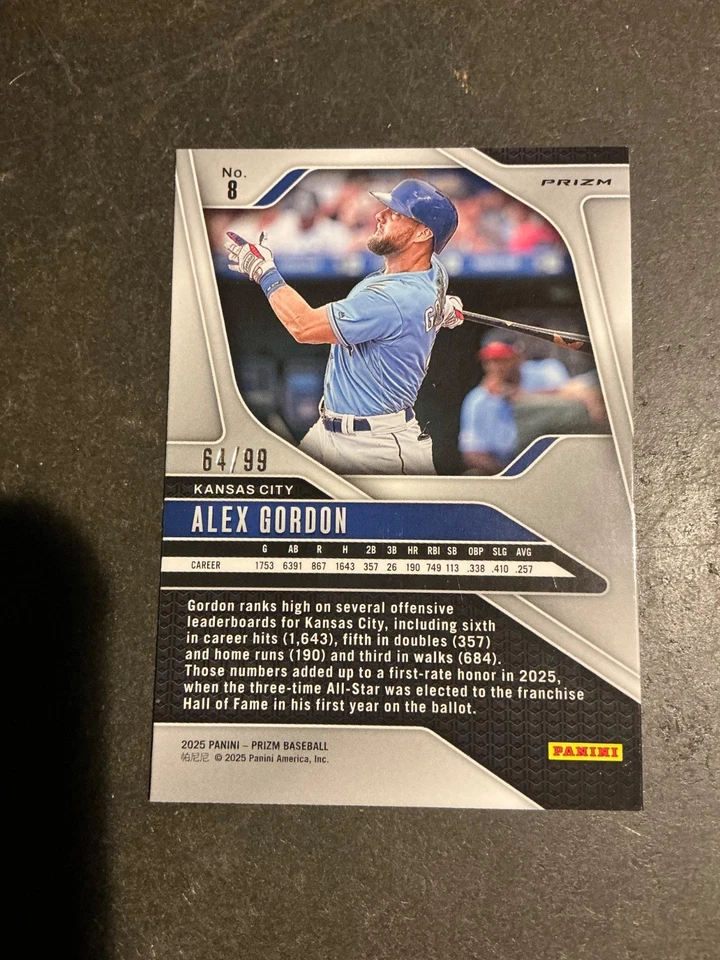 No.
8
PRIZM
G
64/99
KANSAS CITY
ALEX GORDON
G AB R H 2B 3B HR RBI SB OBP SLG AVG
CAREER 1753 6391 867 1643 357 26 190 749 113 .338 .410 .257
Gordon ranks high on several offensive
leaderboards for Kansas City, including sixth
in career hits (1,643), fifth in doubles (357)
and home runs (190) and third in walks (684).
Those numbers added up to a first-rate honor in 2025,
when the three-time All-Star was elected to the franchise
Hall of Fame in his first year on the ballot.
2025 PANINI – PRIZM BASEBALL
帕尼尼 © 2025 Panini America, Inc.
PANINI